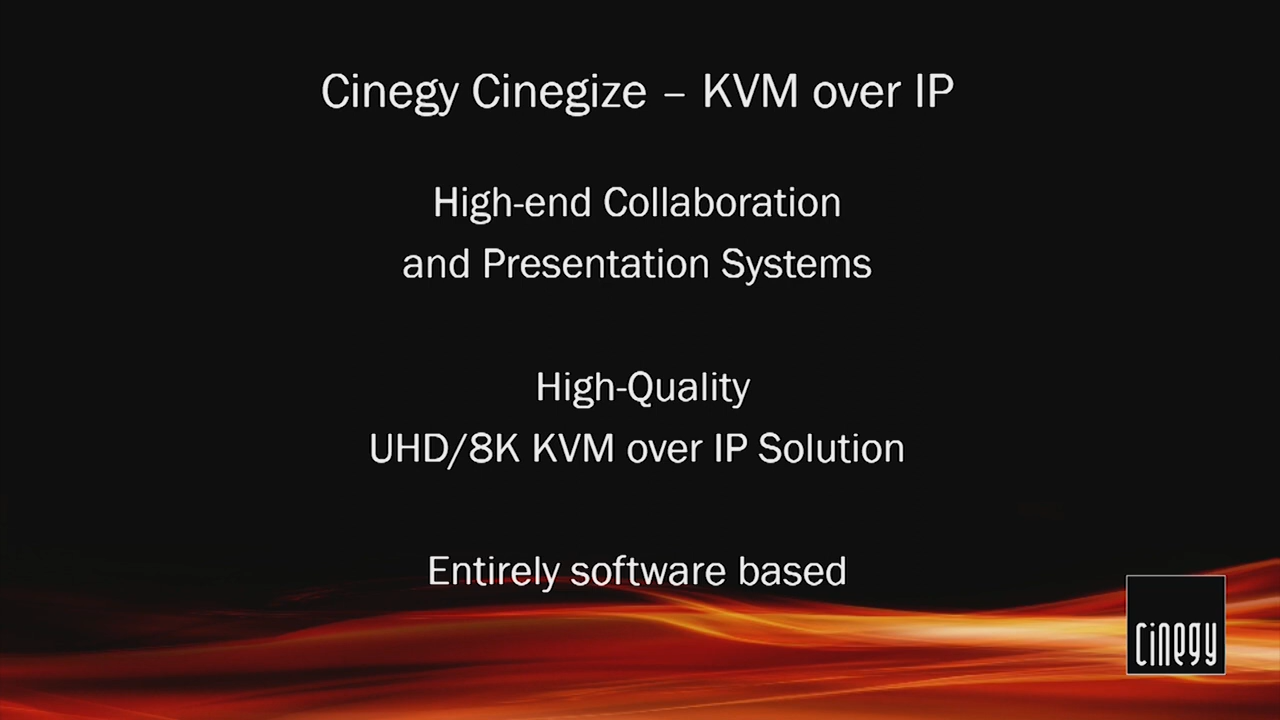 Cinegy Cinegize – KVM over IP
High-end Collaboration
and Presentation Systems
High-Quality
UHD/8K KVM over IP Solution
Entirely software based
cinegy